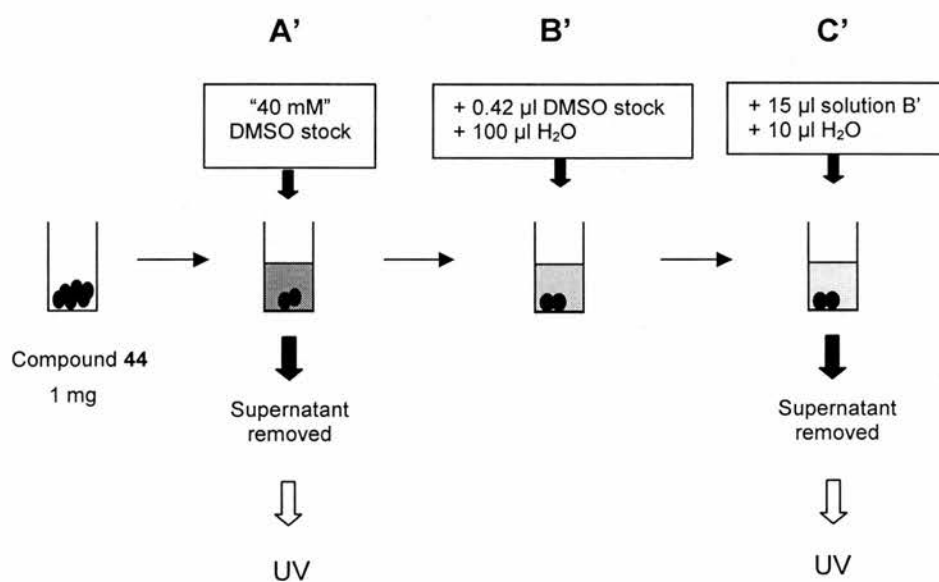 A’ B’ C’
“40 mM”
DMSO stock
+ 0.42 µl DMSO stock
+ 100 µl H₂O
+ 15 µl solution B’
+ 10 µl H₂O
Compound 44
1 mg
Supernatant
removed
Supernatant
removed
UV
UV